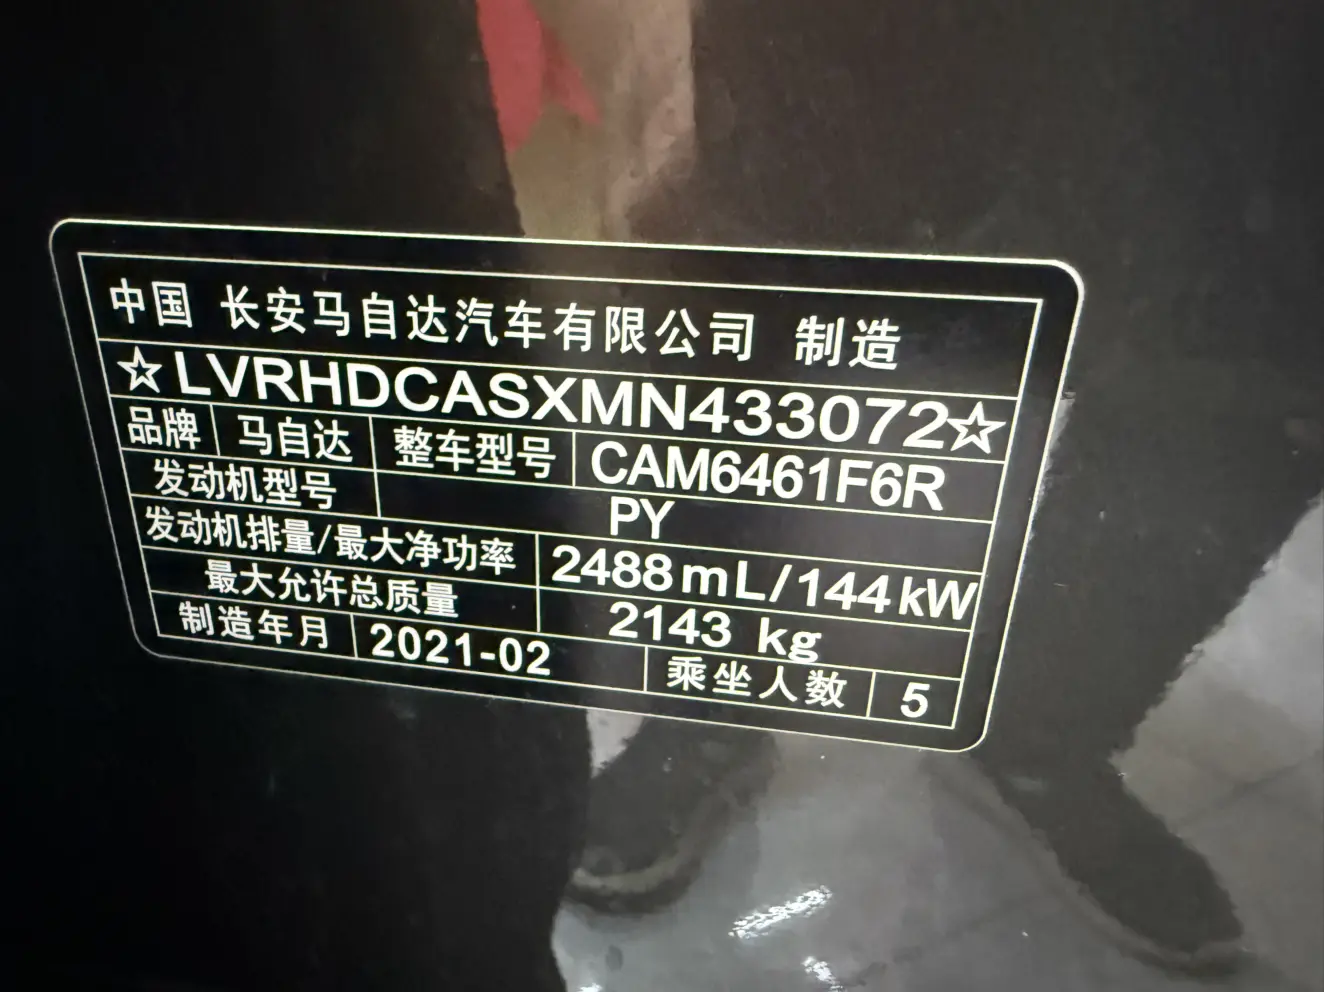 中国 长安马自达汽车有限公司 制造
☆LVRHDCASXMN433072☆
品牌 马自达 整车型号 CAM6461F6R
发动机型号 PY
发动机排量/最大净功率 2488mL/144kW
最大允许总质量 2143 kg
制造年月 2021-02 乘坐人数 5